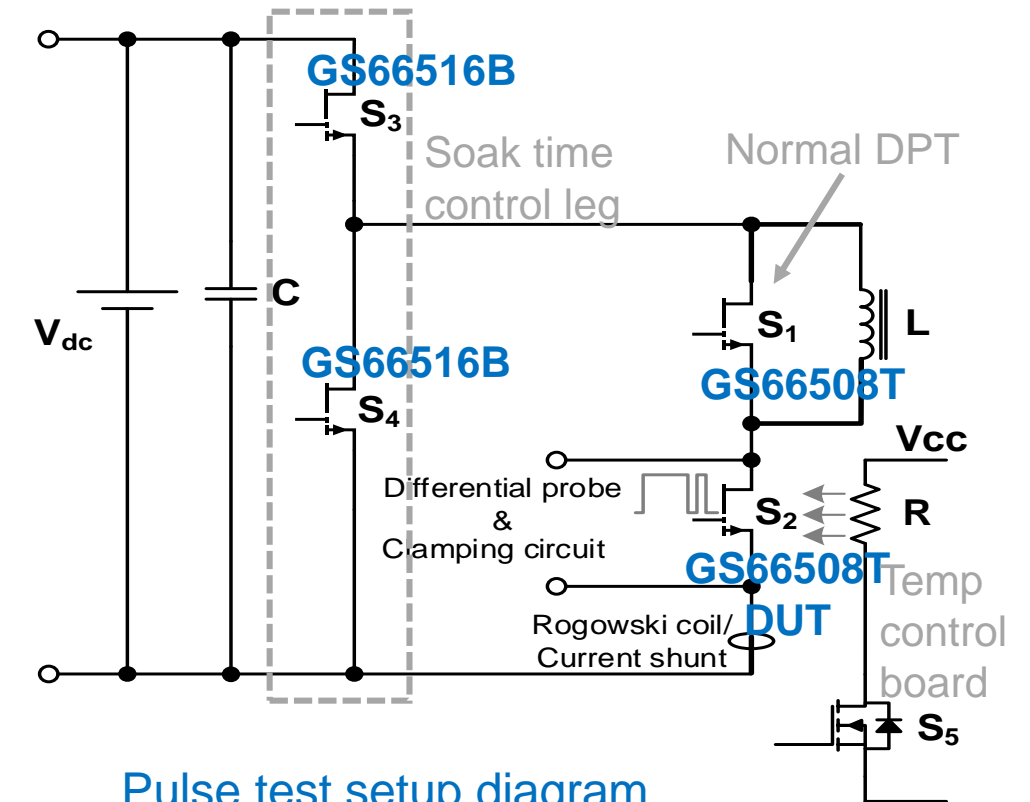 GS66516B
S3
Soak time
control leg
Normal DPT
C
Vdc
S1
L
GS66508T
GS66516B
S4
Vcc
Differential probe
&
Clamping circuit
S2
R
GS66508T
DUT
Rogowski coil/
Current shunt
Temp
control
board
S5
Pulse test setup diagram